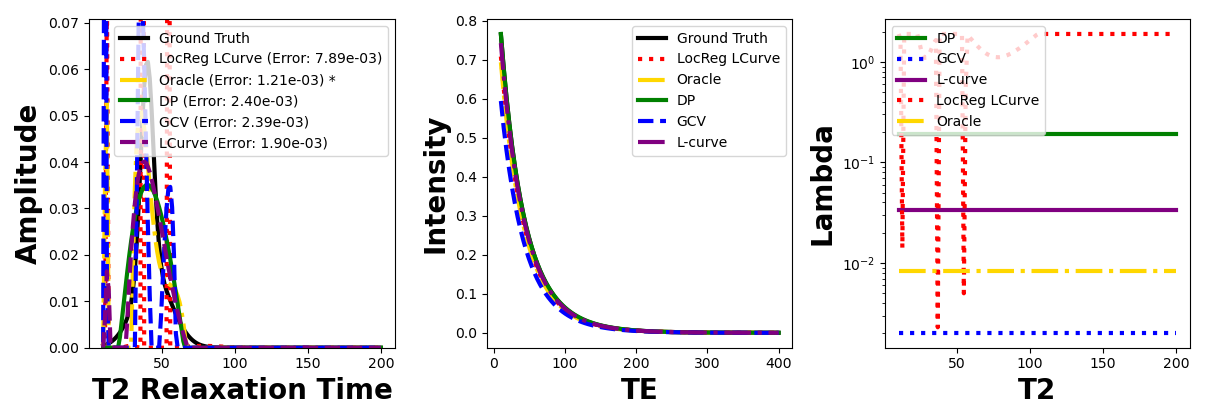 Amplitude
0.07
0.06
0.05
0.04
0.03
0.02
0.01
0.00
Ground Truth
LocReg LCurve (Error: 7.89e-03)
Oracle (Error: 1.21e-03) *
DP (Error: 2.40e-03)
GCV (Error: 2.39e-03)
LCurve (Error: 1.90e-03)
50 100 150 200
T2 Relaxation Time
Intensity
0.8
0.7
0.6
0.5
0.4
0.3
0.2
0.1
0.0
Ground Truth
LocReg LCurve
Oracle
DP
GCV
L-curve
0 100 200 300 400
TE
Lambda
10⁰
10⁻¹
10⁻²
DP
GCV
L-curve
LocReg LCurve
Oracle
50 100 150 200
T2